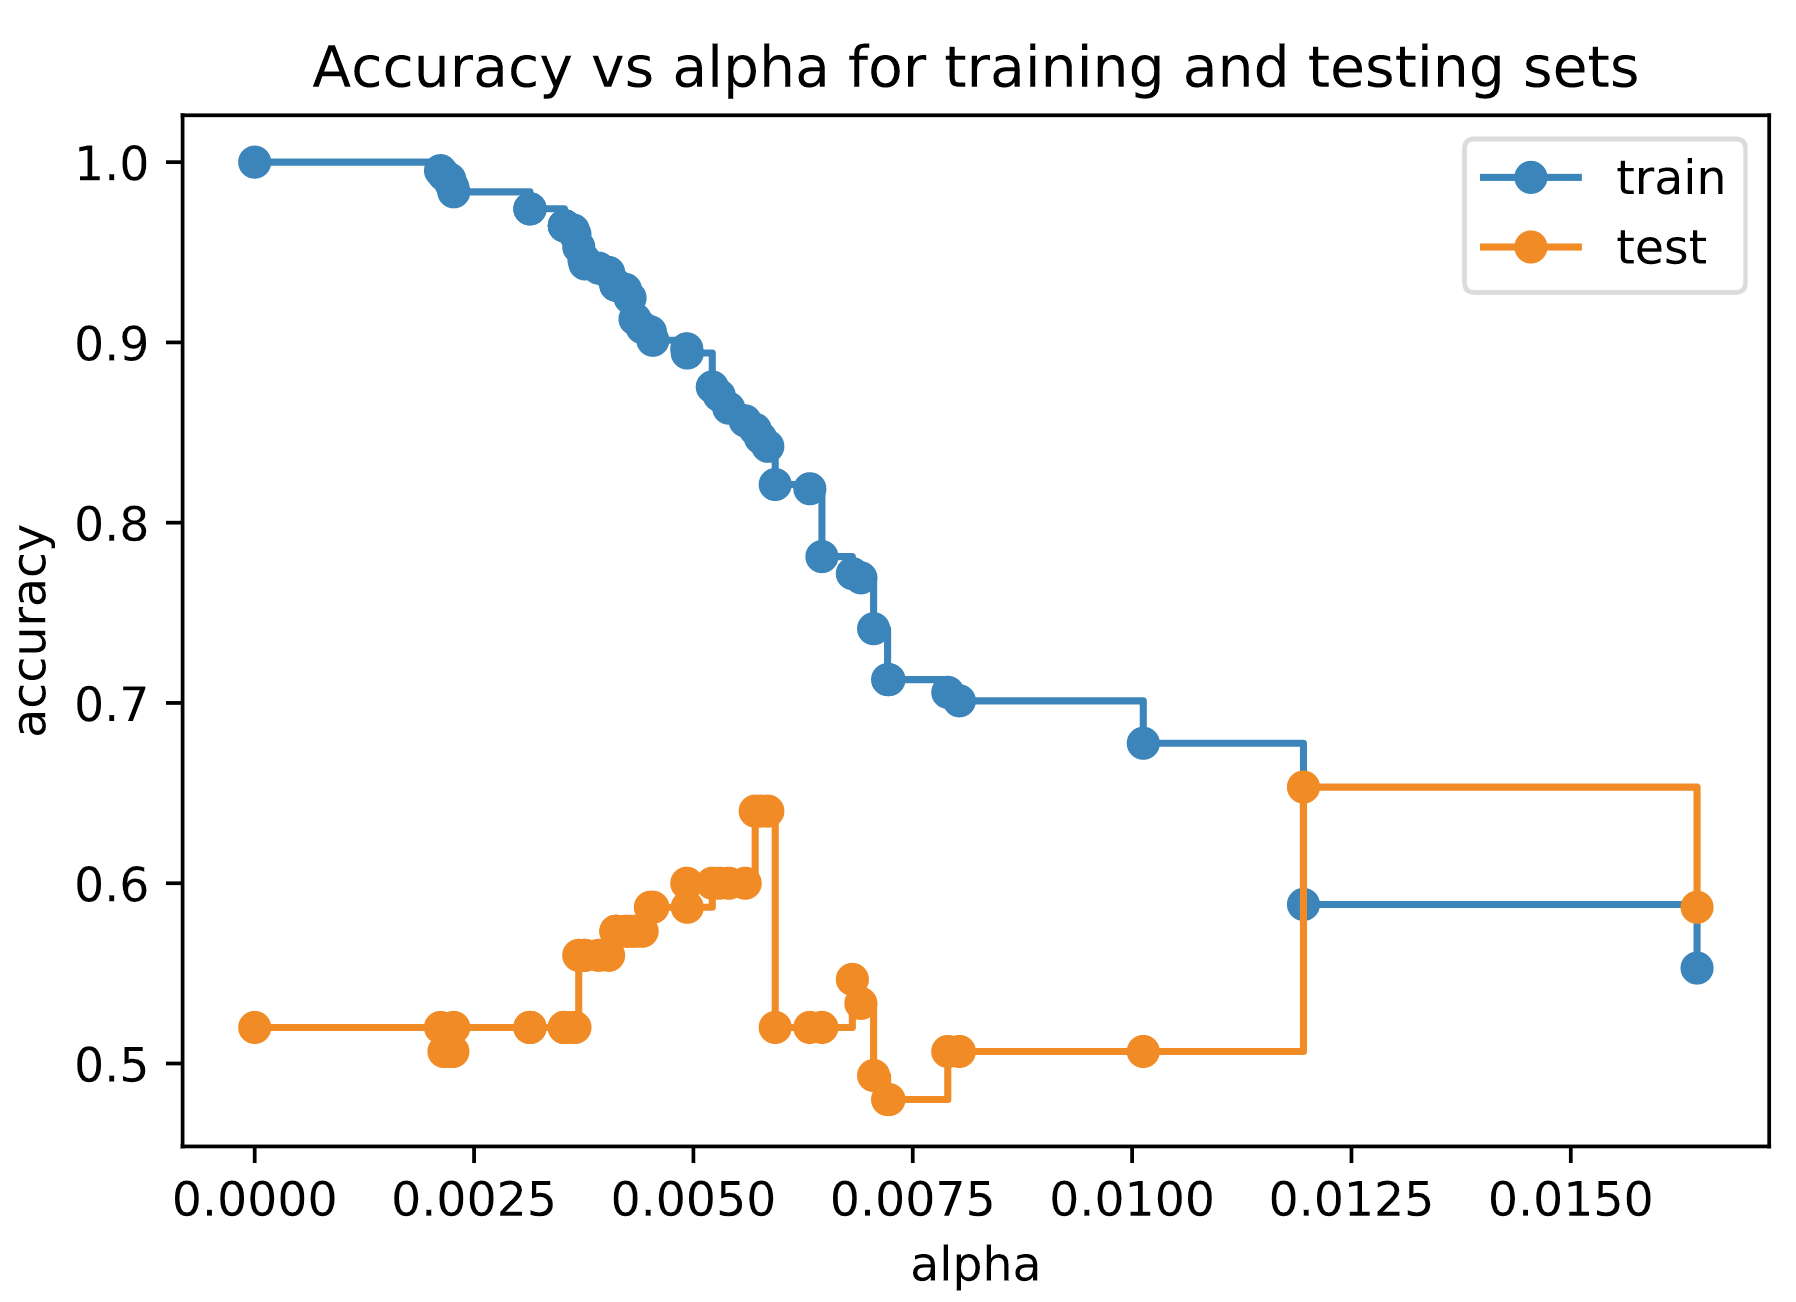 Accuracy vs alpha for training and testing sets
train
test
1.0
0.9
0.8
0.7
0.6
0.5
accuracy
0.0000 0.0025 0.0050 0.0075 0.0100 0.0125 0.0150
alpha